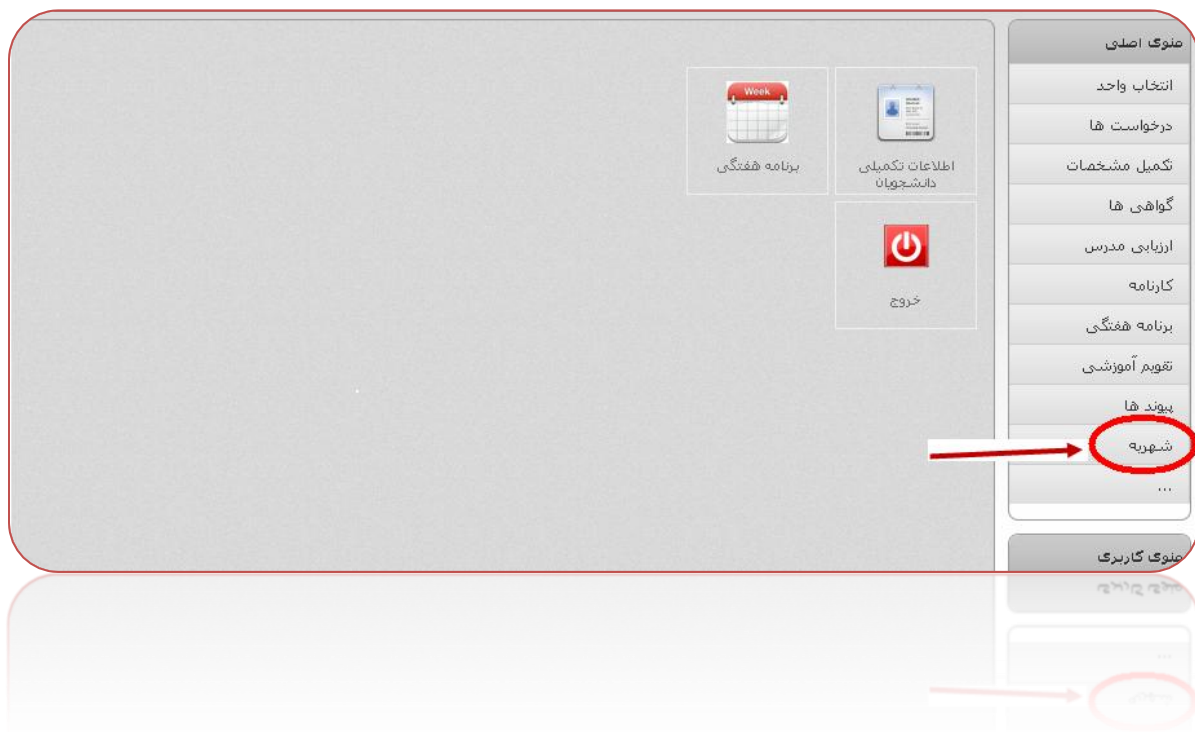 منوی اصلی
انتخاب واحد
درخواست ها
تکمیل مشخصات
گواهی ها
ارزیابی مدرس
کارنامه
برنامه هفتگی
تقویم آموزشی
پیوند ها
شهریه
...
منوی کاربری
اطلاعات تکمیلی
دانشجویان
Week
برنامه هفتگی
خروج